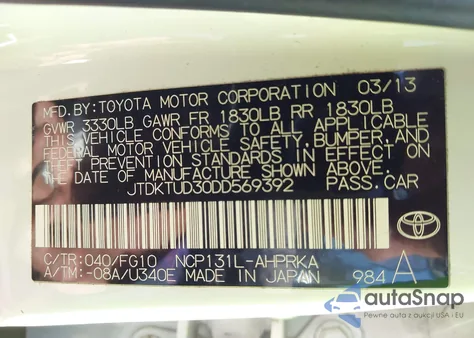 MFD.BY:TOYOTA MOTOR CORPORATION 03/13
GVWR 3330LB GAWR FR 1830LB RR 1830LB
THIS VEHICLE CONFORMS TO ALL APPLICABLE
FEDERAL MOTOR VEHICLE SAFETY, BUMPER, AND
THEFT PREVENTION STANDARDS IN EFFECT ON
THE DATE OF MANUFACTURE SHOWN ABOVE.
JTDKTUD30DD569392 PASS.CAR
C/TR:040/FG10 NCP131L-AHPRKA
A/TM:-08A/U340E MADE IN JAPAN 984 A
TOYOTA
autoSnap
Pewne auta z aukcji USA i EU